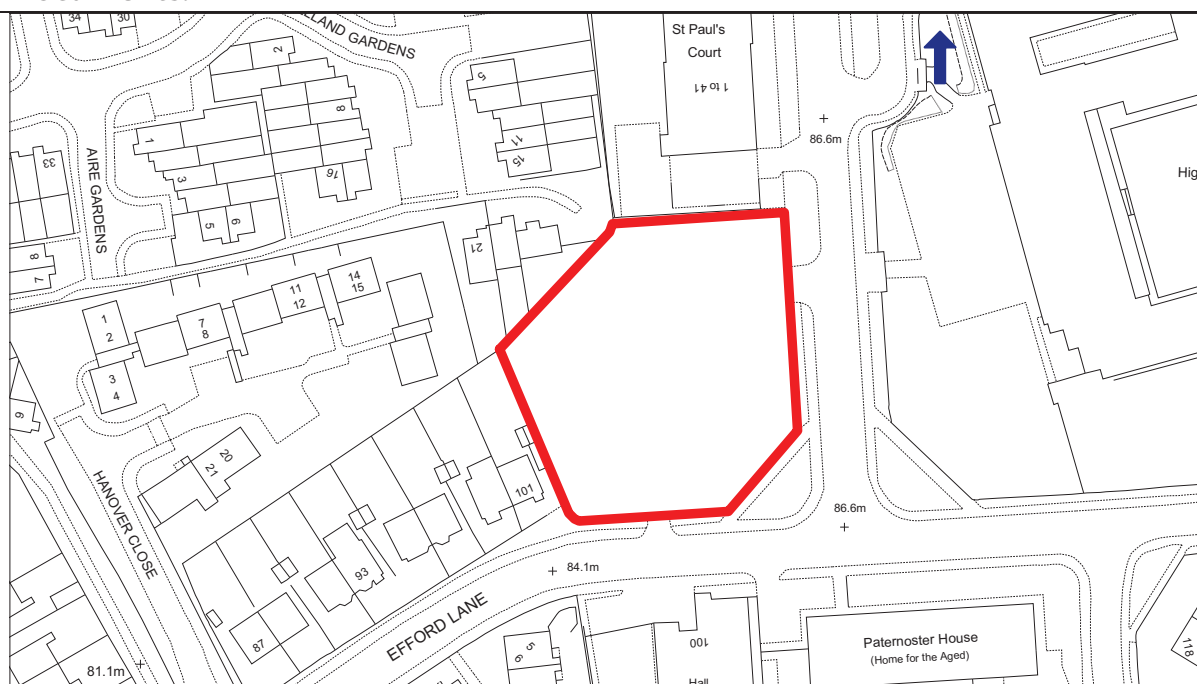 34
30
LLAND GARDENS
2
1
8
3
76
5
6
33
AIRE GARDENS
8
7
5
11
15
St Paul's
Court
1 to 41
86.6m
Hig
21
14
15
11
12
7
8
1
2
3
4
9
20
21
HANOVER CLOSE
101
93
87
86.6m
84.1m
EFFORD LANE
5
6
100
Hall
Paternoster House
(Home for the Aged)
118
81.1m